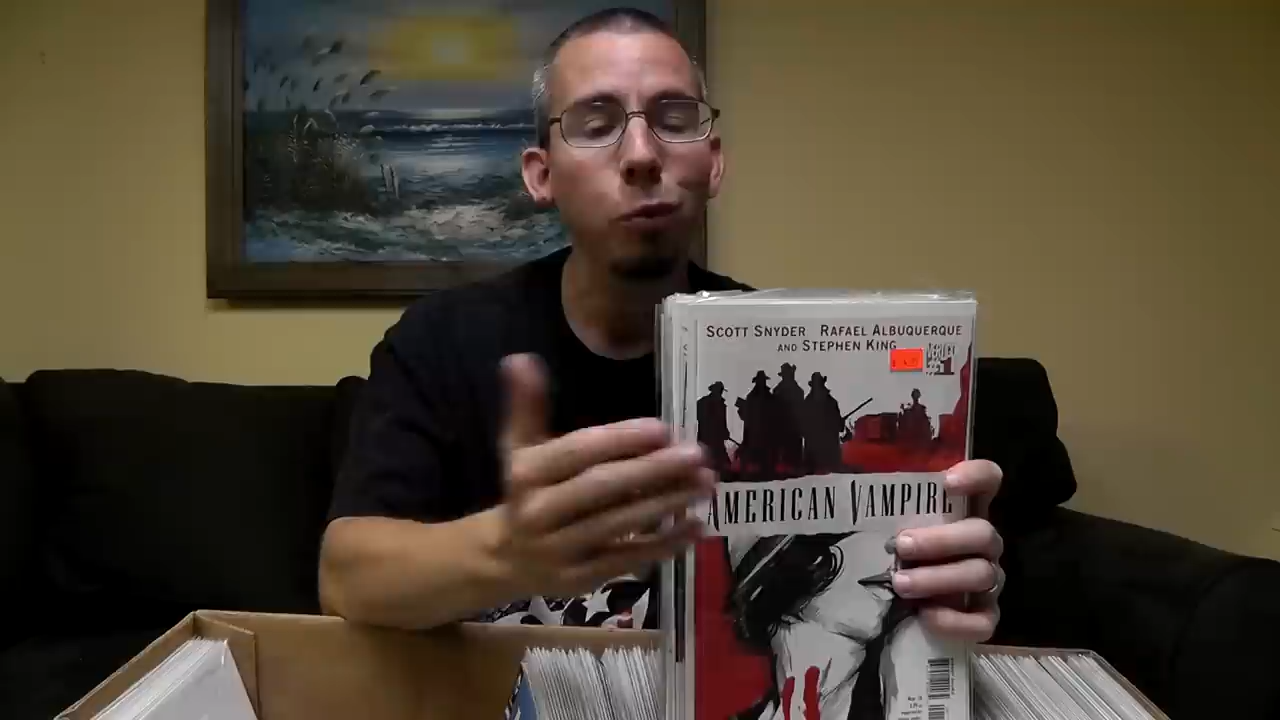 SCOTT SNYDER RAFAEL ALBUQUERQUE
AND STEPHEN KING
AMERICAN VAMPIRE